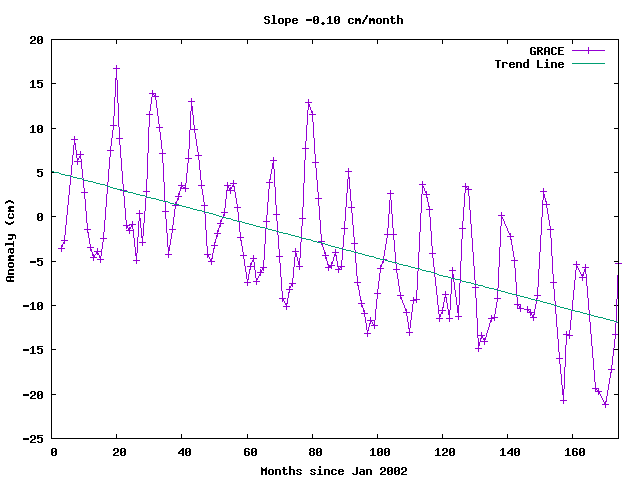 Slope -0.10 cm/month
GRACE
Trend Line
20
15
10
5
0
-5
-10
-15
-20
-25
Anomaly (cm)
0 20 40 60 80 100 120 140 160
Months since Jan 2002